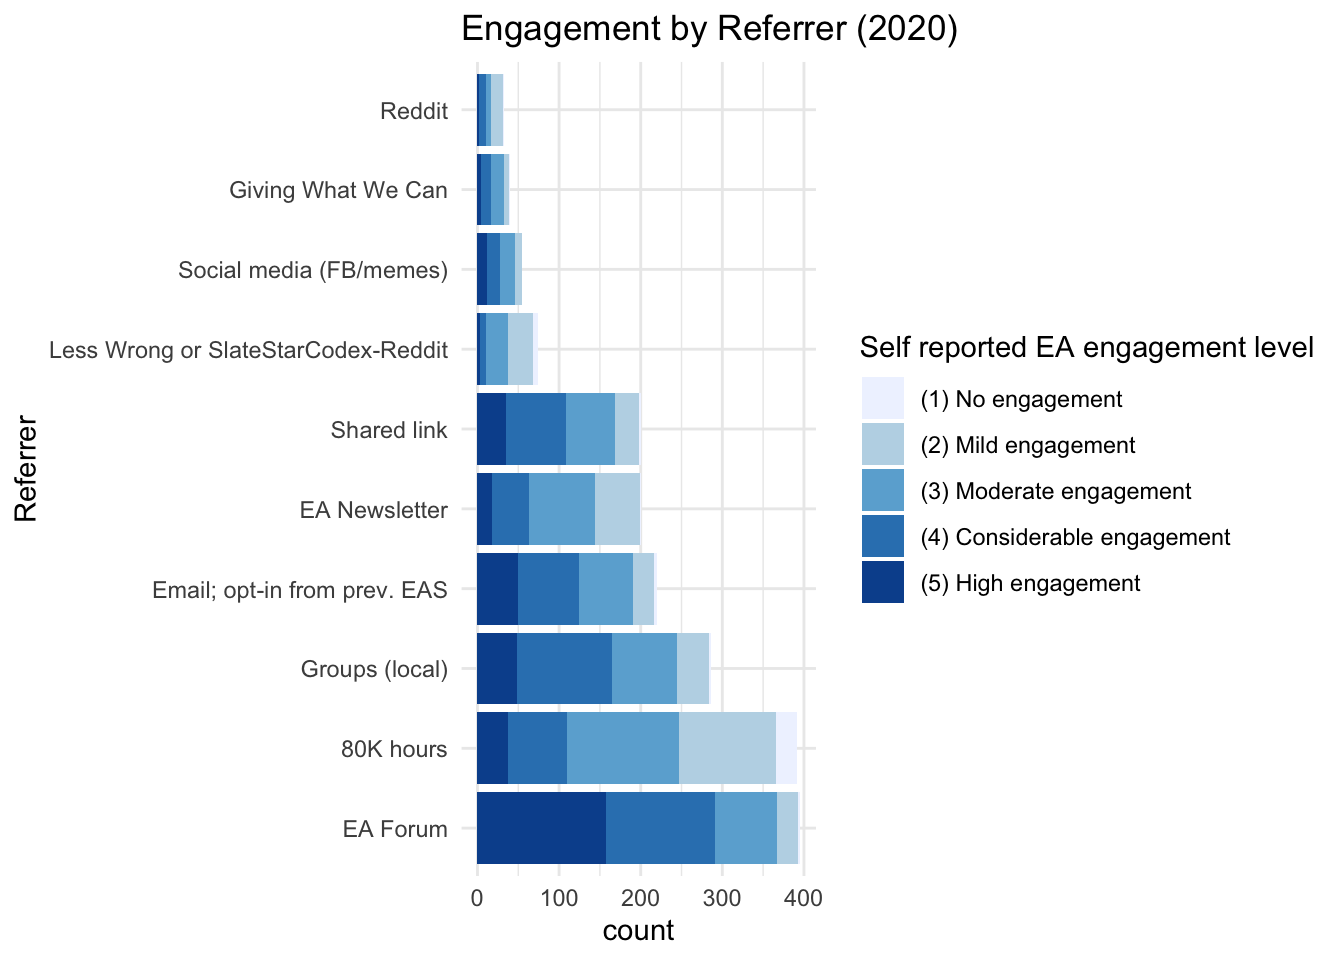 Engagement by Referrer (2020)
Referrer
Reddit
Giving What We Can
Social media (FB/memes)
Less Wrong or SlateStarCodex-Reddit
Shared link
EA Newsletter
Email; opt-in from prev. EAS
Groups (local)
80K hours
EA Forum
0 100 200 300 400
count
Self reported EA engagement level
(1) No engagement
(2) Mild engagement
(3) Moderate engagement
(4) Considerable engagement
(5) High engagement